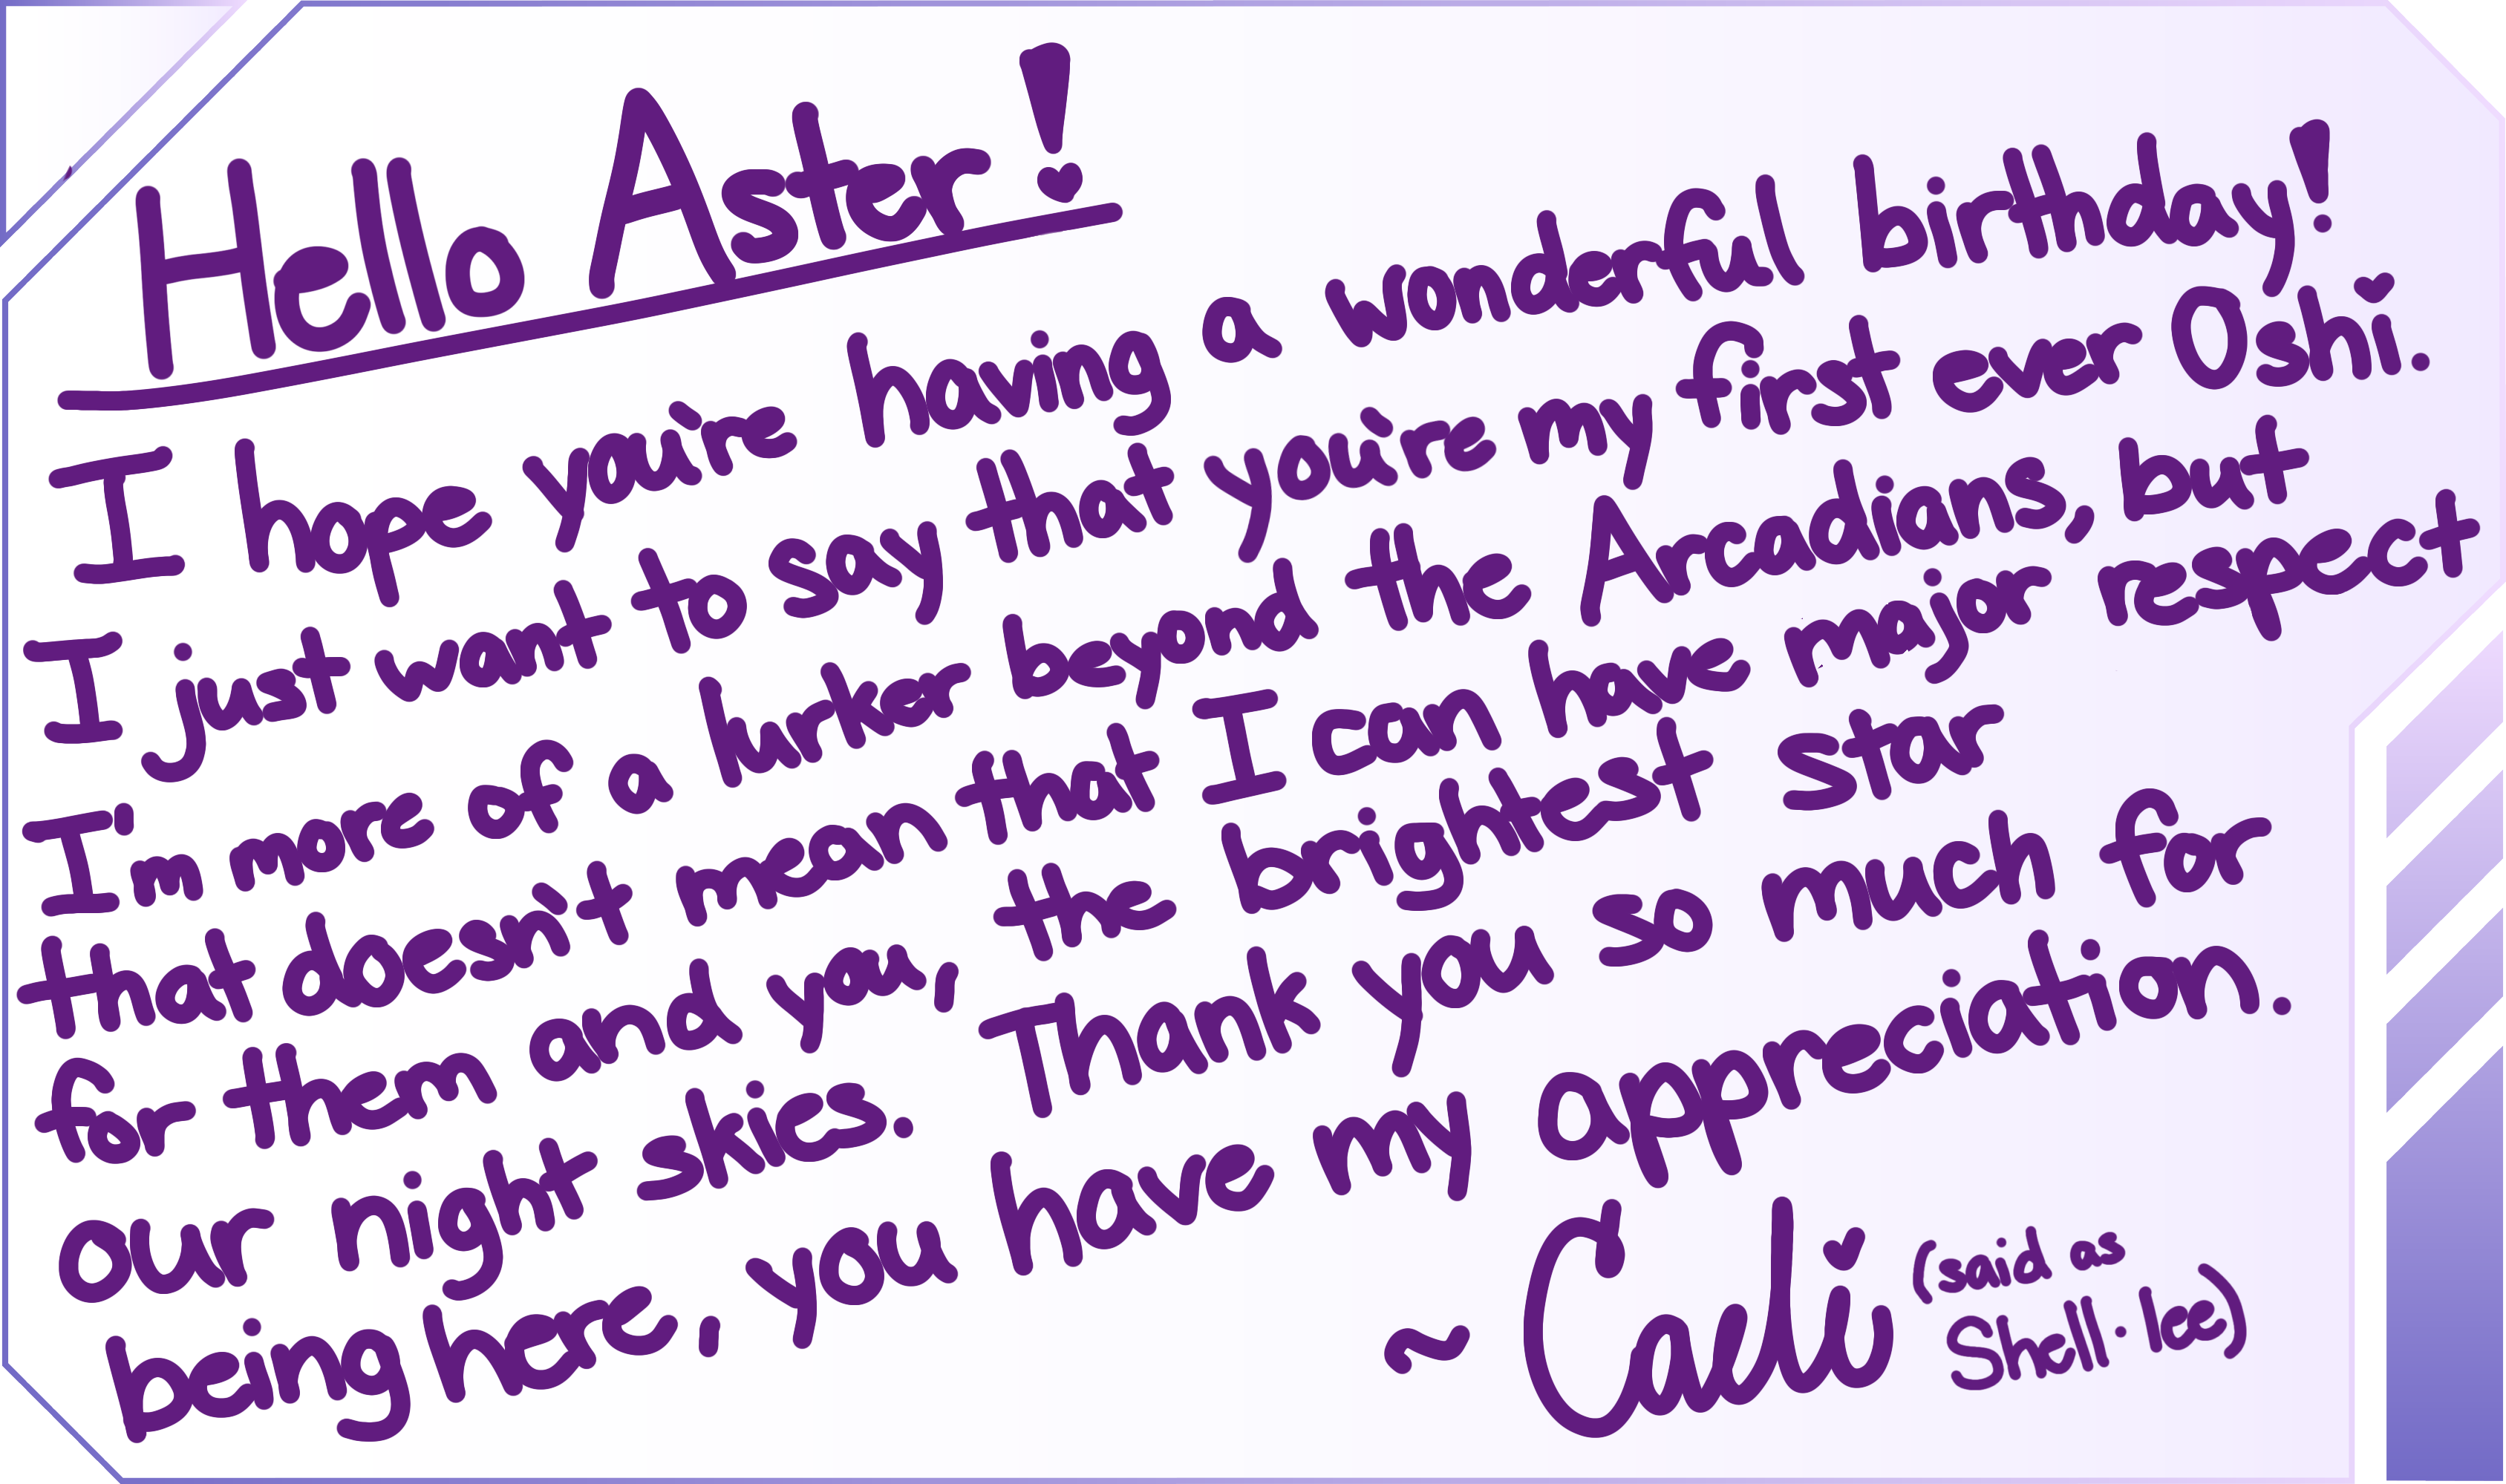 Hello Aster!
I hope you're having a wonderful birthday!
I just want to say that you're my first ever Oshi.
I'm more of a lurker beyond the Arcadians, but
that doesn't mean that I can have major respect
for them and you, the brightest star
our night skies. Thank you so much for
being here, you have my appreciation.
~ Caeli (said as
Shell: lee)